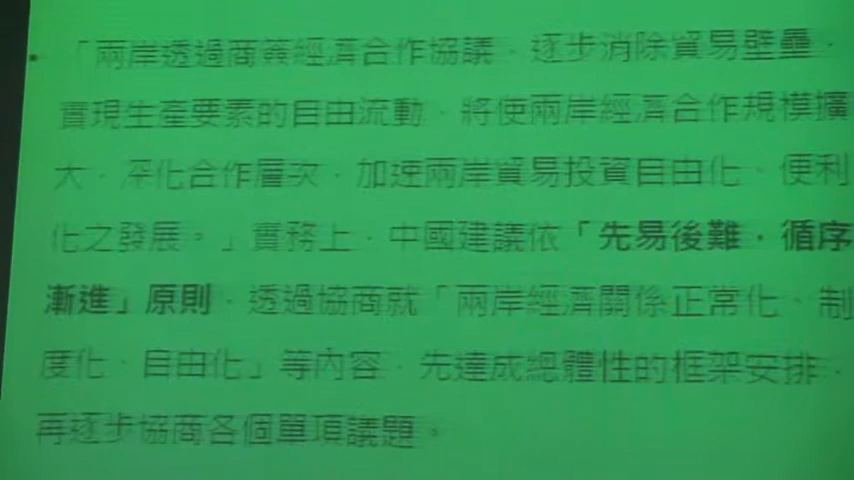 •「兩岸透過商簽經濟合作協議，逐步消除貿易壁壘，
實現生產要素的自由流動，將使兩岸經濟合作規模擴
大，深化合作層次，加速兩岸貿易投資自由化、便利
化之發展。」實務上，中國建議依「先易後難，循序
漸進」原則，透過協商就「兩岸經濟關係正常化、制
度化、自由化」等內容，先達成總體性的框架安排，
再逐步協商各個單項議題。